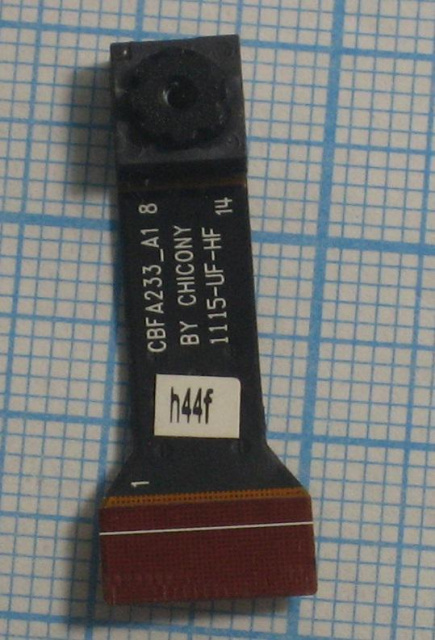 CBFA233_A1 8
BY CHICONY
1115-UF-HF 14
h44f
1